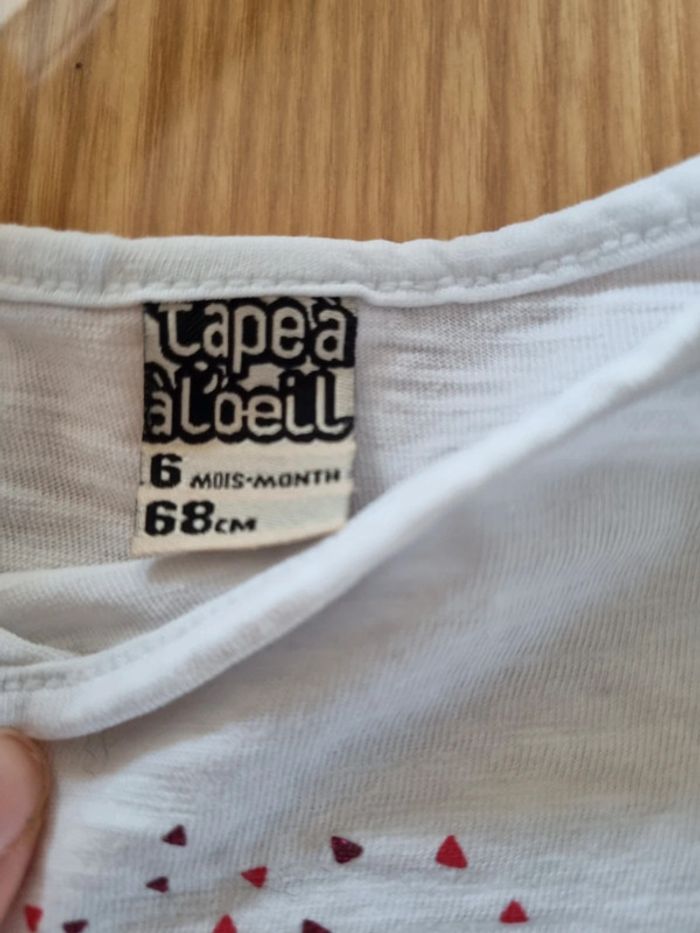 tape à
à l'oeil
6 MOIS-MONTH
68CM